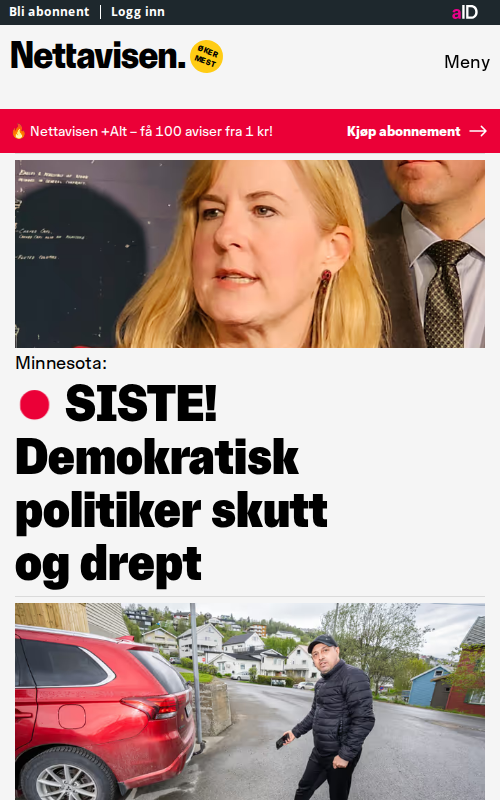 Bli abonnent | Logg inn
aID
Nettavisen.
ØKER
MEST
Meny
🔥 Nettavisen +Alt – få 100 aviser fra 1 kr!
Kjøp abonnement →
Minnesota:
SISTE!
Demokratisk
politiker skutt
og drept